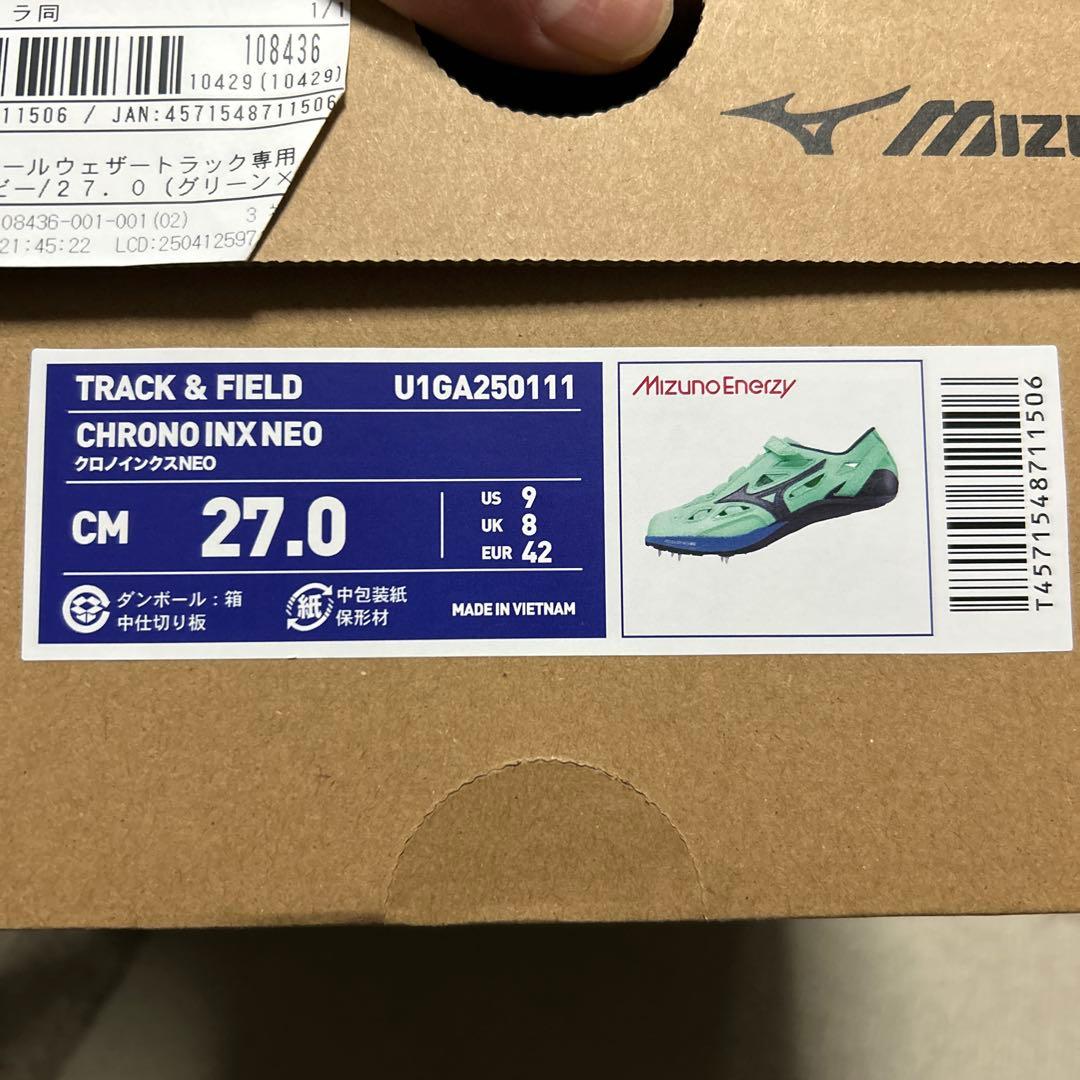 ラ同 1/1
108436
10429(10429)
11506 / JAN:4571548711506
ールウェザートラック専用
ビー/27.0(グリーン×
08436-001-001(02) 3
21:45:22 LCD:25041259
MIZU
TRACK & FIELD U1GA250111
CHRONO INX NEO
クロノインクスNEO
CM 27.0
US 9
UK 8
EUR 42
ダンボール:箱
中仕切り板
紙
中包装紙
保形材
MADE IN VIETNAM
Mizuno Enerzy
T4571548711506